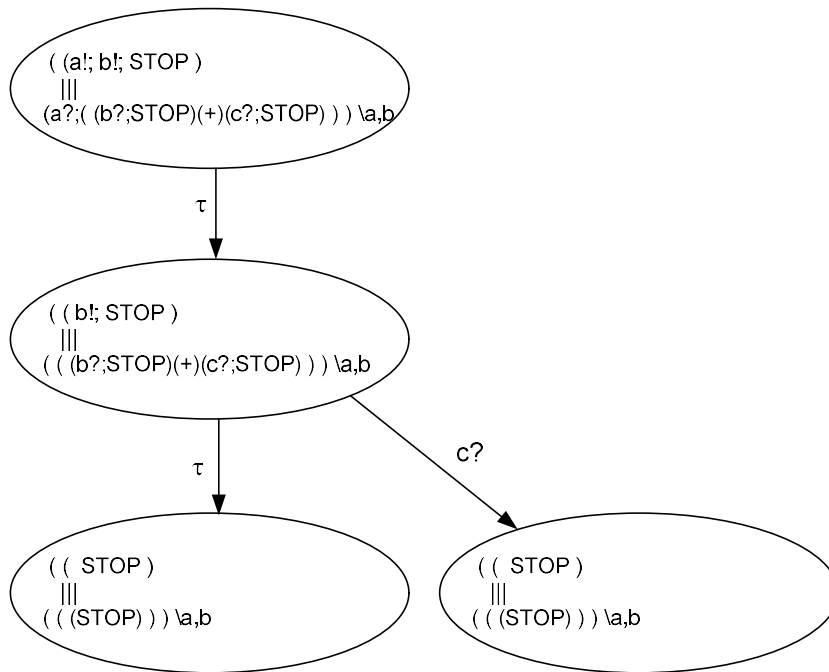 ( (a!; b!; STOP )
|||
(a?;( (b?;STOP)(+)(c?;STOP) ) ) \a,b
τ
( ( b!; STOP )
|||
( ( (b?;STOP)(+)(c?;STOP) ) ) \a,b
τ
c?
( ( STOP )
|||
( ( (STOP) ) ) \a,b
( ( STOP )
|||
( ( (STOP) ) ) \a,b